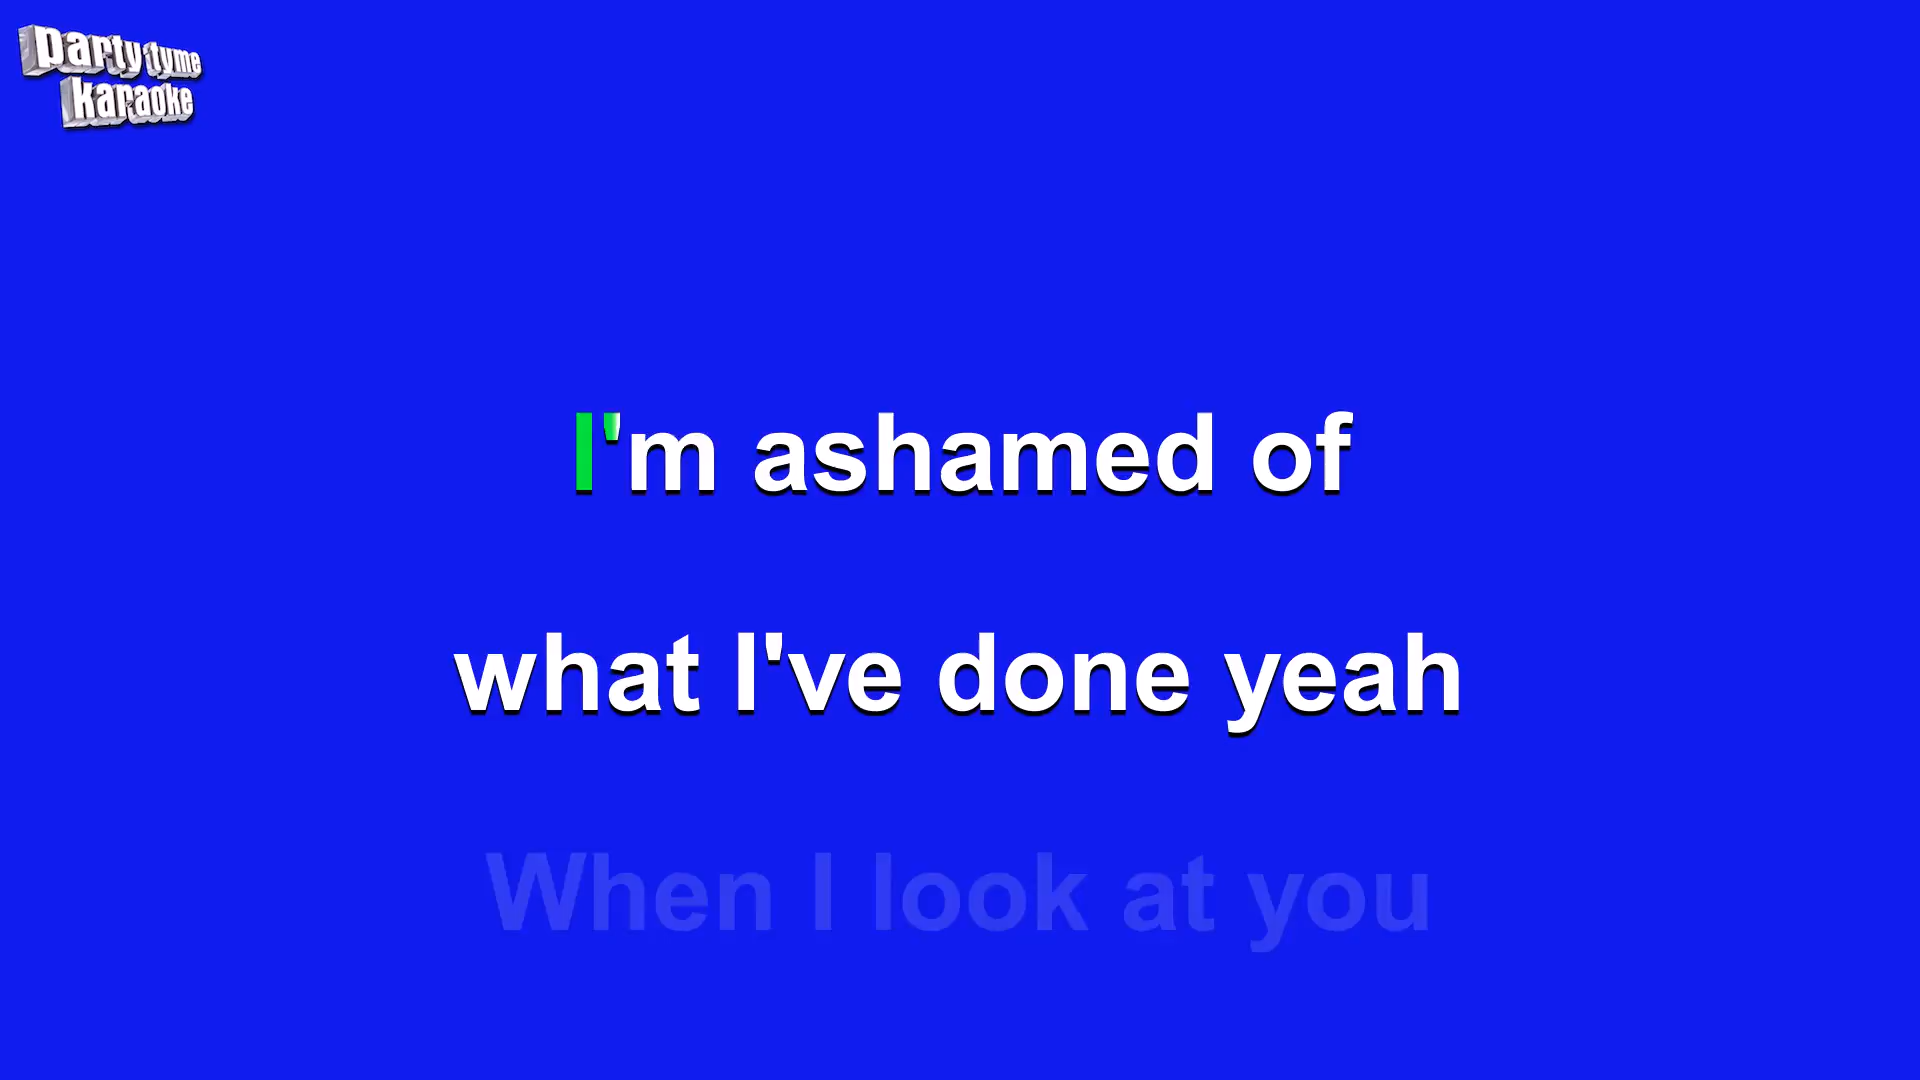 party tyme
karaoke
I'm ashamed of
what I've done yeah
When I look at you